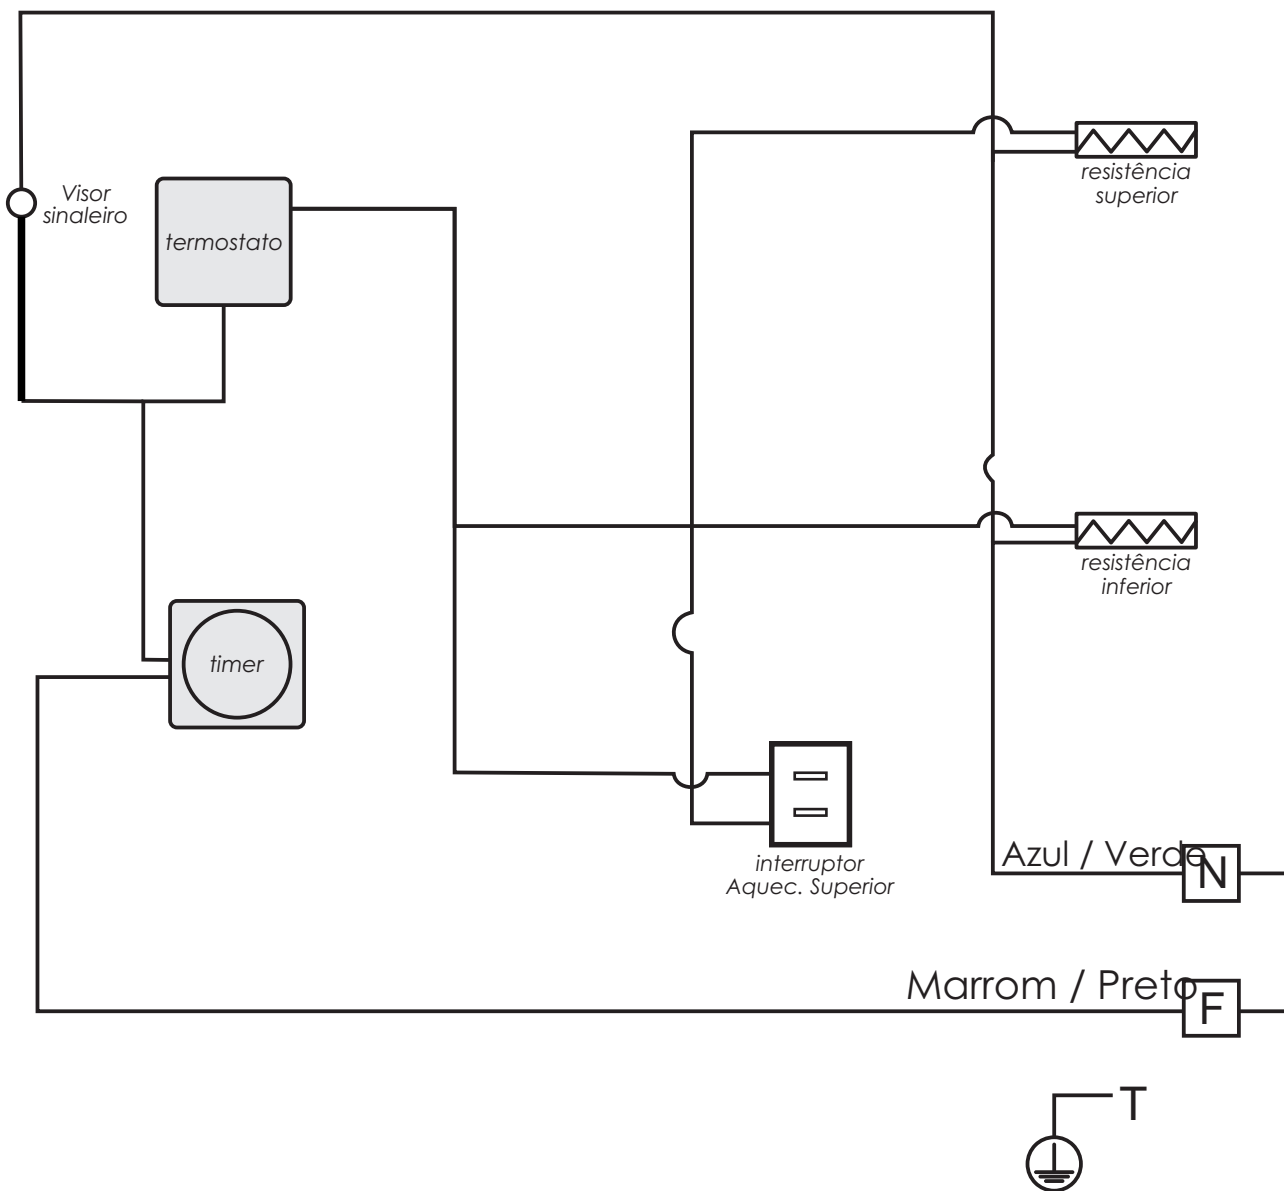 Visor
sinaleiro
termostato
resistência
superior
resistência
inferior
timer
interruptor
Aquec. Superior
Azul / Verde
N
Marrom / Preto
F
T